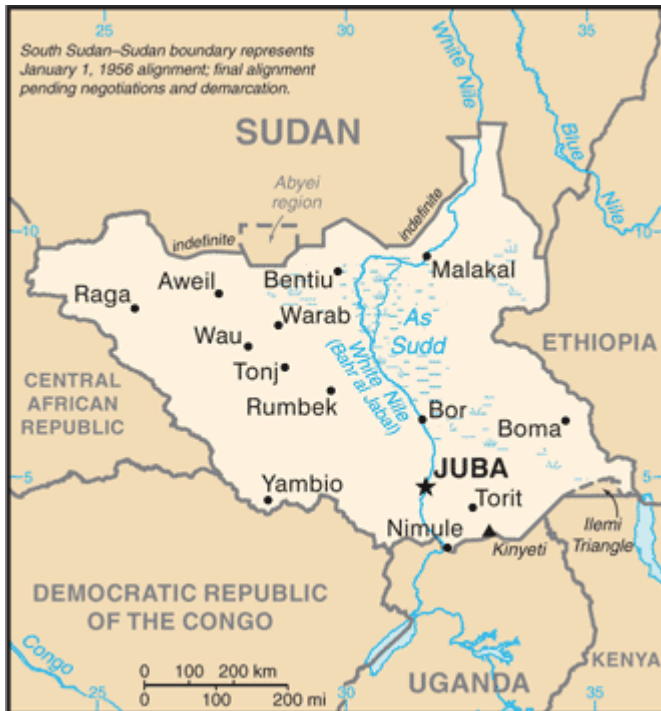 25
30
35
South Sudan–Sudan boundary represents
January 1, 1956 alignment; final alignment
pending negotiations and demarcation.
White Nile
SUDAN
Blue
Nile
Abyei
region
10
10
indefinite
indefinite
Bentiu
Malakal
Aweil
Raga
Warab
As
Sudd
Wau
ETHIOPIA
Tonj
White Nile
(Bahr al Jabal)
CENTRAL
AFRICAN
REPUBLIC
Rumbek
Bor
Boma
JUBA
5
5
Yambio
Torit
Nimule
Kinyeti
Ilemi
Triangle
DEMOCRATIC REPUBLIC
OF THE CONGO
Congo
0 100 200 km
0 100 200 mi
UGANDA
KENYA
25
30
35